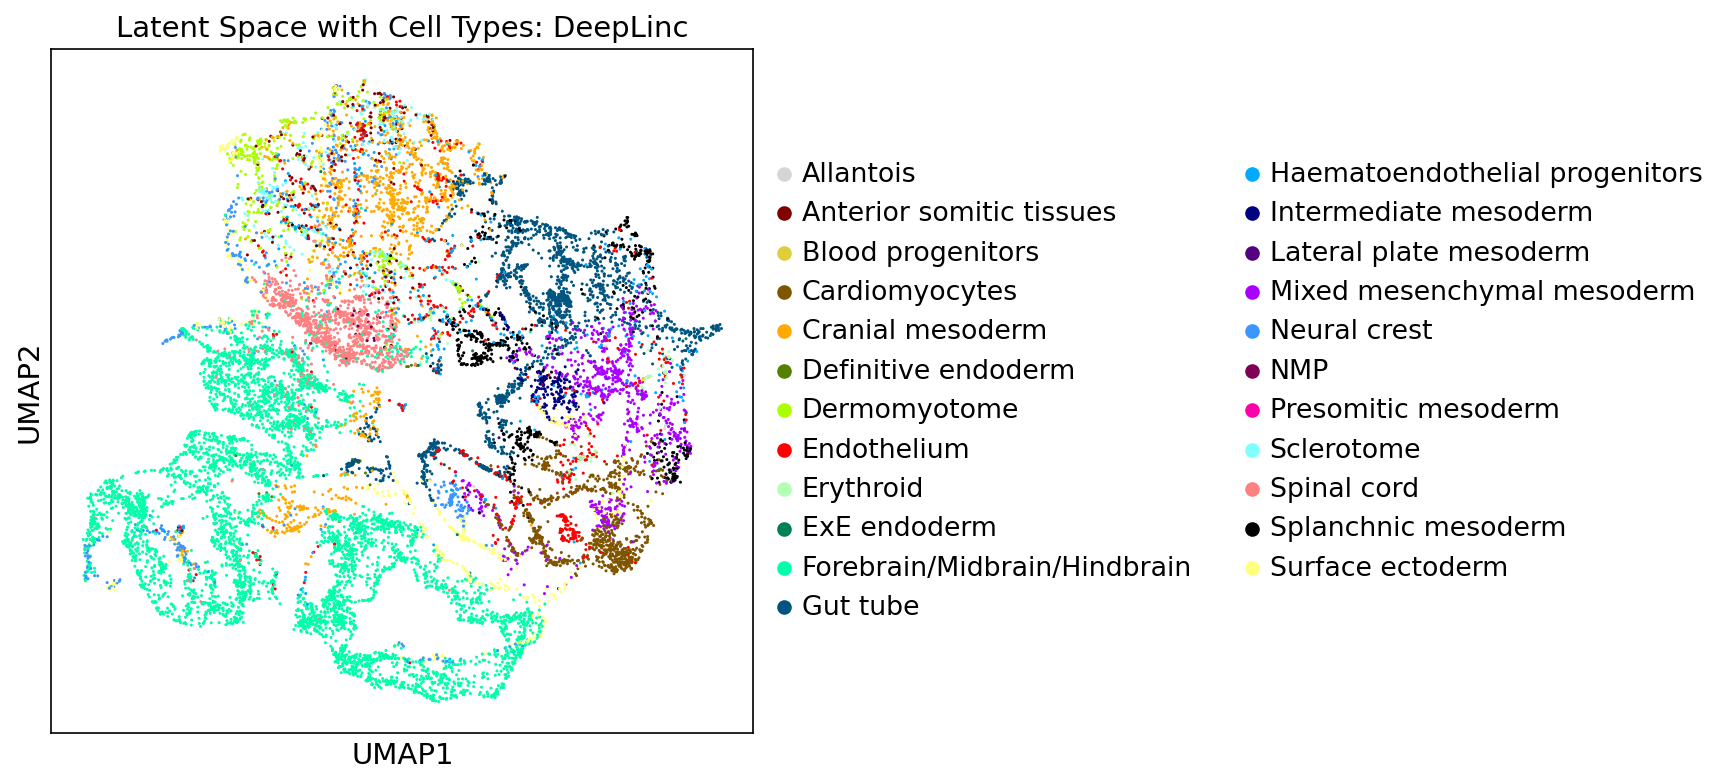 Latent Space with Cell Types: DeepLinc
UMAP2
UMAP1
Allantois
Anterior somitic tissues
Blood progenitors
Cardiomyocytes
Cranial mesoderm
Definitive endoderm
Dermomyotome
Endothelium
Erythroid
ExE endoderm
Forebrain/Midbrain/Hindbrain
Gut tube
Haematoendothelial progenitors
Intermediate mesoderm
Lateral plate mesoderm
Mixed mesenchymal mesoderm
Neural crest
NMP
Presomitic mesoderm
Sclerotome
Spinal cord
Splanchnic mesoderm
Surface ectoderm